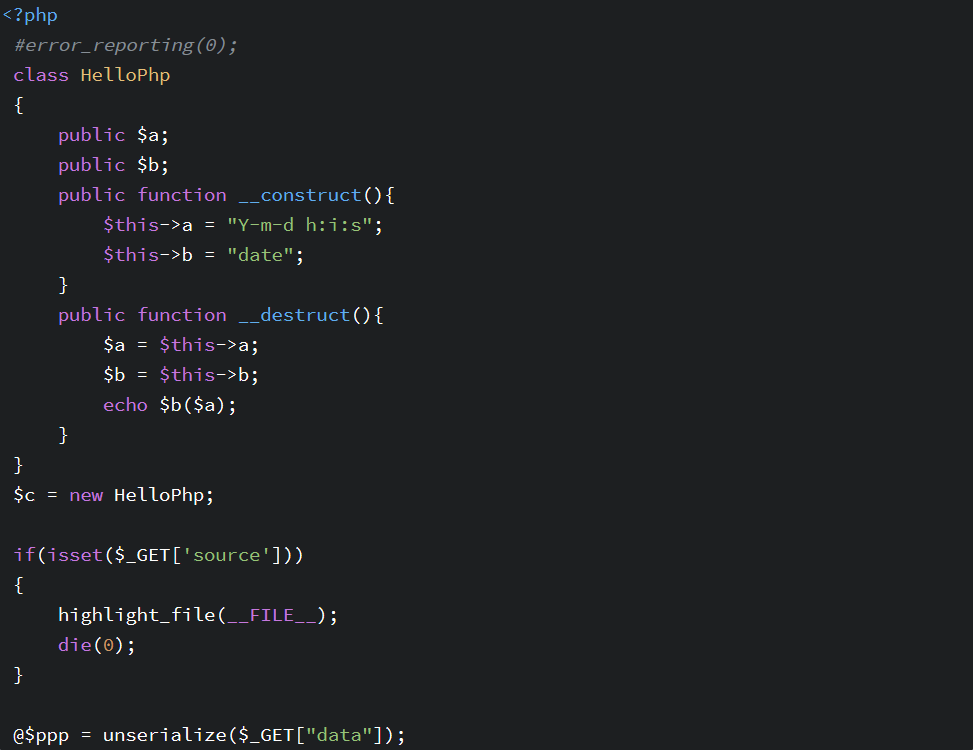 <?php
#error_reporting(0);
class HelloPhp
{
    public $a;
    public $b;
    public function __construct(){
        $this->a = "Y-m-d h:i:s";
        $this->b = "date";
    }
    public function __destruct(){
        $a = $this->a;
        $b = $this->b;
        echo $b($a);
    }
}
$c = new HelloPhp;

if(isset($_GET['source']))
{
    highlight_file(__FILE__);
    die(0);
}

@$ppp = unserialize($_GET["data"]);